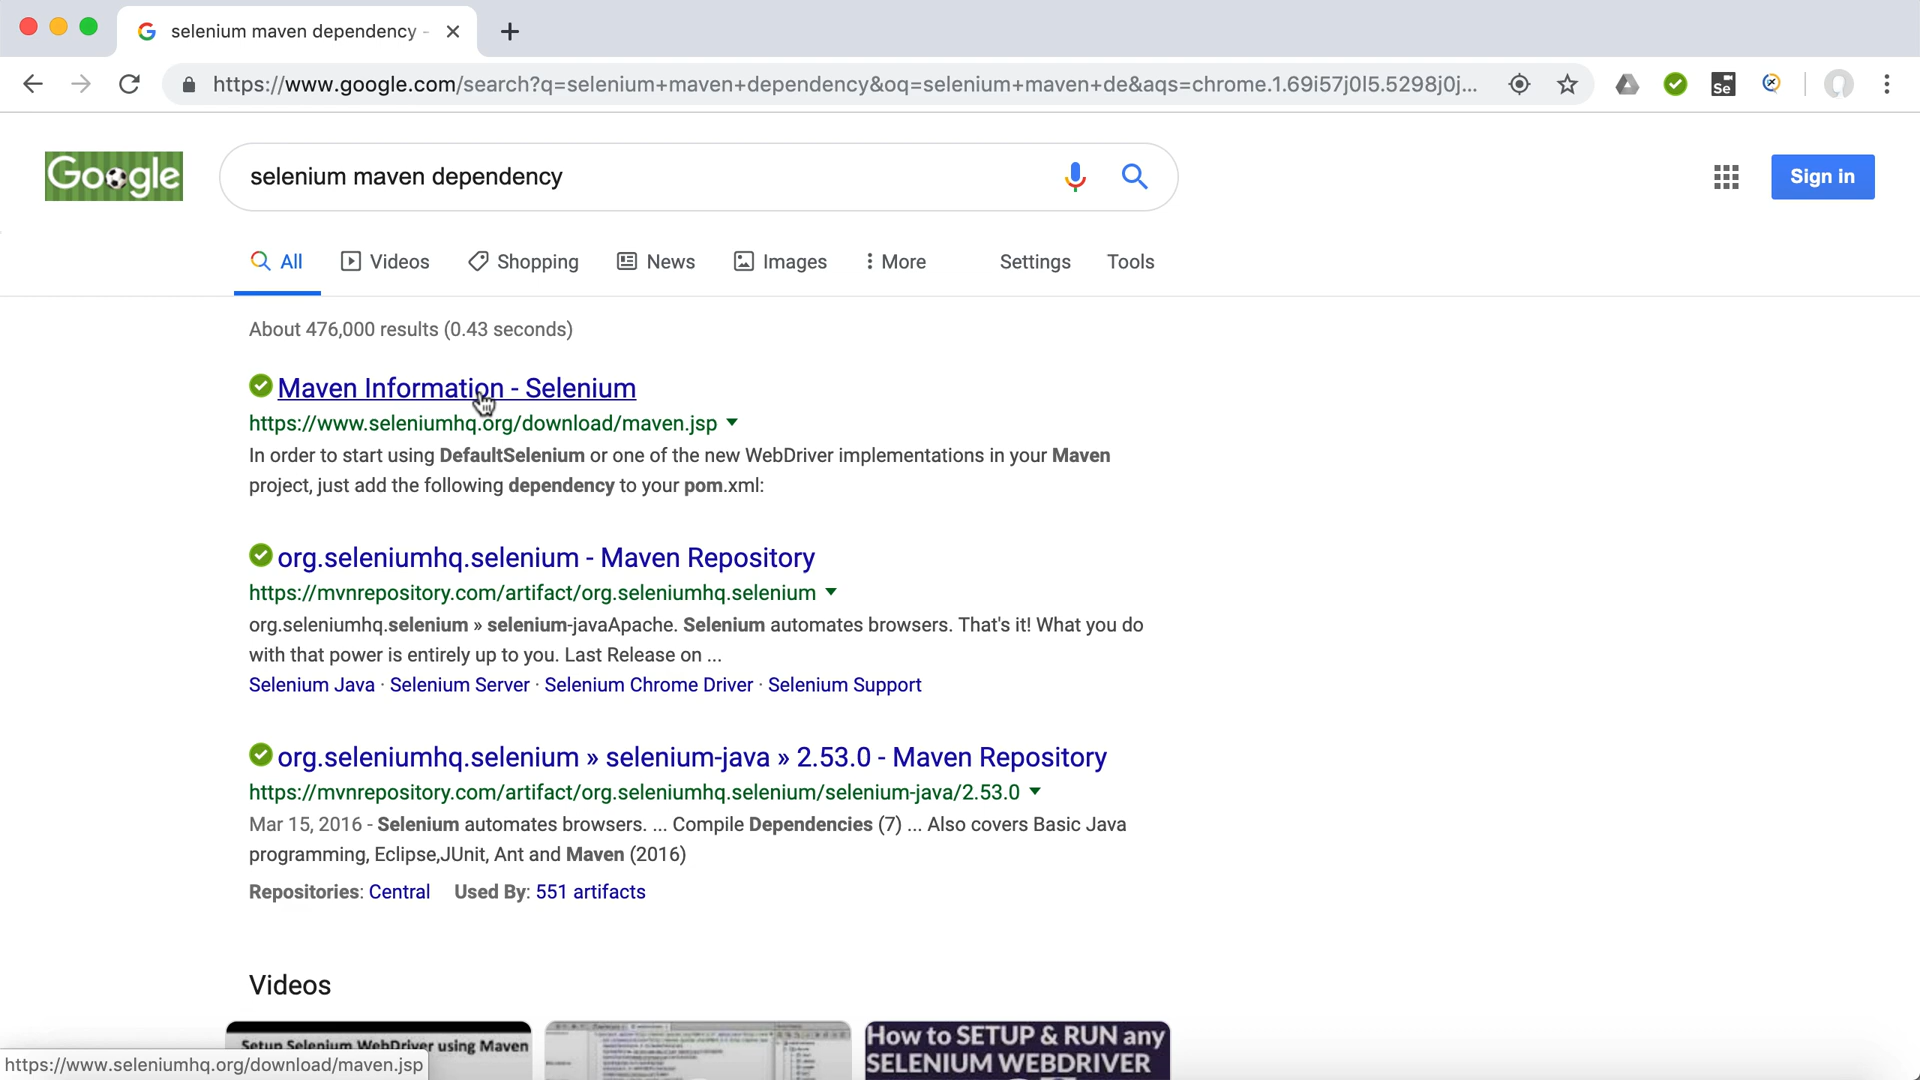 selenium maven dependency -
https://www.google.com/search?q=selenium+maven+dependency&oq=selenium+maven+de&aqs=chrome.1.69i57j0l5.5298j0j...
Se
Google
selenium maven dependency
Sign in
All
Videos
Shopping
News
Images
More
Settings
Tools
About 476,000 results (0.43 seconds)
Maven Information - Selenium
https://www.seleniumhq.org/download/maven.jsp
In order to start using DefaultSelenium or one of the new WebDriver implementations in your Maven
project, just add the following dependency to your pom.xml:
org.seleniumhq.selenium - Maven Repository
https://mvnrepository.com/artifact/org.seleniumhq.selenium
org.seleniumhq.selenium » selenium-javaApache. Selenium automates browsers. That's it! What you do
with that power is entirely up to you. Last Release on ...
Selenium Java · Selenium Server · Selenium Chrome Driver · Selenium Support
org.seleniumhq.selenium » selenium-java » 2.53.0 - Maven Repository
https://mvnrepository.com/artifact/org.seleniumhq.selenium/selenium-java/2.53.0
Mar 15, 2016 - Selenium automates browsers. ... Compile Dependencies (7) ... Also covers Basic Java
programming, Eclipse,JUnit, Ant and Maven (2016)
Repositories: Central Used By: 551 artifacts
Videos
Setup Selenium WebDriver using Maven
How to SETUP & RUN any
SELENIUM WEBDRIVER
https://www.seleniumhq.org/download/maven.jsp